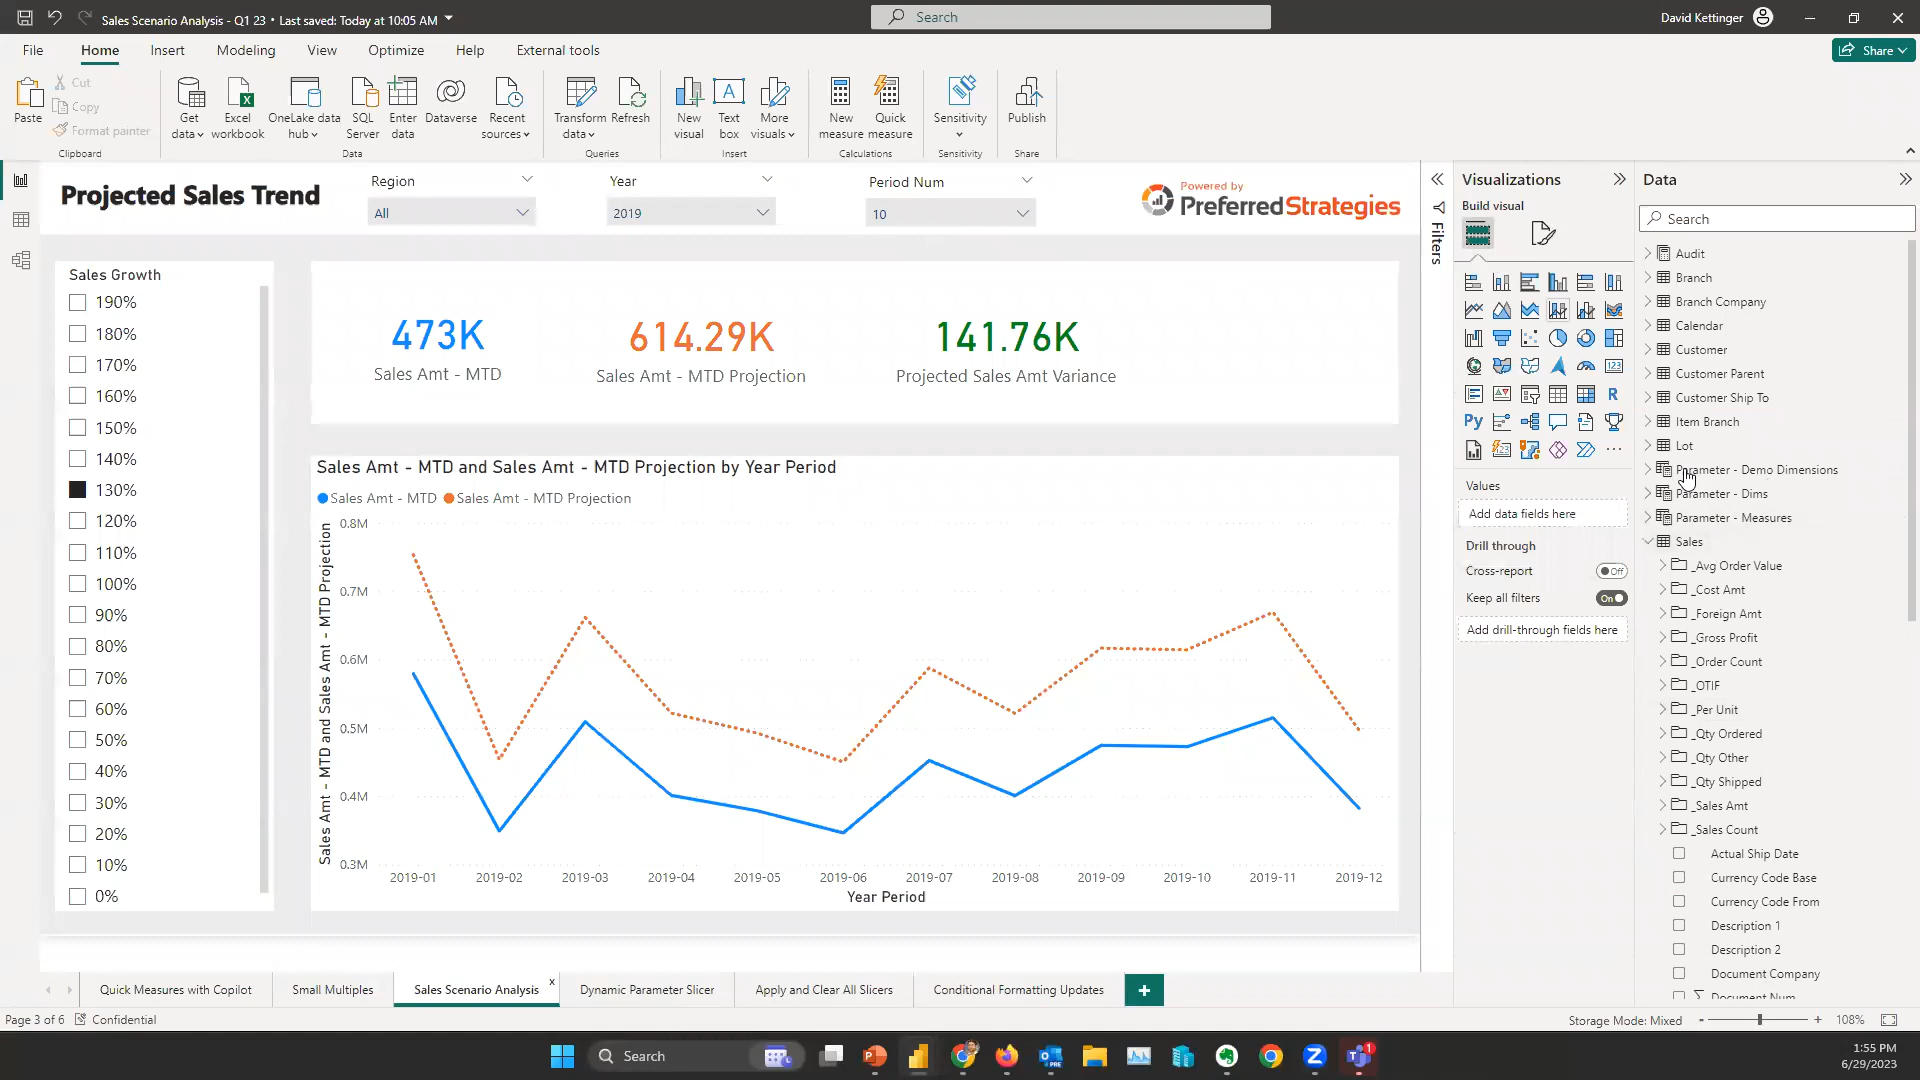 Sales Scenario Analysis - Q1 23 • Last saved: Today at 10:05 AM
Search
David Kettinger
File Home Insert Modeling View Optimize Help External tools
Share
Paste
Cut
Copy
Format painter
Get data
Excel workbook
OneLake data hub
SQL Server
Enter data
Dataverse
Recent sources
Transform data
Refresh
New visual
Text box
More visuals
New measure
Quick measure
Sensitivity
Publish
Clipboard
Data
Queries
Insert
Calculations
Sensitivity
Share
Projected Sales Trend
Region
All
Year
2019
Period Num
10
Powered by
PreferredStrategies
Sales Growth
190%
180%
170%
160%
150%
140%
130%
120%
110%
100%
90%
80%
70%
60%
50%
40%
30%
20%
10%
0%
473K
Sales Amt - MTD
614.29K
Sales Amt - MTD Projection
141.76K
Projected Sales Amt Variance
Sales Amt - MTD and Sales Amt - MTD Projection by Year Period
Sales Amt - MTD Sales Amt - MTD Projection
Sales Amt - MTD and Sales Amt - MTD Projection
0.8M
0.7M
0.6M
0.5M
0.4M
0.3M
2019-01 2019-02 2019-03 2019-04 2019-05 2019-06 2019-07 2019-08 2019-09 2019-10 2019-11 2019-12
Year Period
Filters
Visualizations
Build visual
123
R
Py
Values
Add data fields here
Drill through
Cross-report
Off
Keep all filters
On
Add drill-through fields here
Data
Search
Audit
Branch
Branch Company
Calendar
Customer
Customer Parent
Customer Ship To
Item Branch
Lot
Parameter - Demo Dimensions
Parameter - Dims
Parameter - Measures
Sales
_Avg Order Value
_Cost Amt
_Foreign Amt
_Gross Profit
_Order Count
_OTIF
_Per Unit
_Qty Ordered
_Qty Other
_Qty Shipped
_Sales Amt
_Sales Count
Actual Ship Date
Currency Code Base
Currency Code From
Description 1
Description 2
Document Company
Document Num
Quick Measures with Copilot
Small Multiples
Sales Scenario Analysis
x
Dynamic Parameter Slicer
Apply and Clear All Slicers
Conditional Formatting Updates
+
Page 3 of 6
Confidential
Storage Mode: Mixed
- + 108%
Search
1:55 PM
6/29/2023